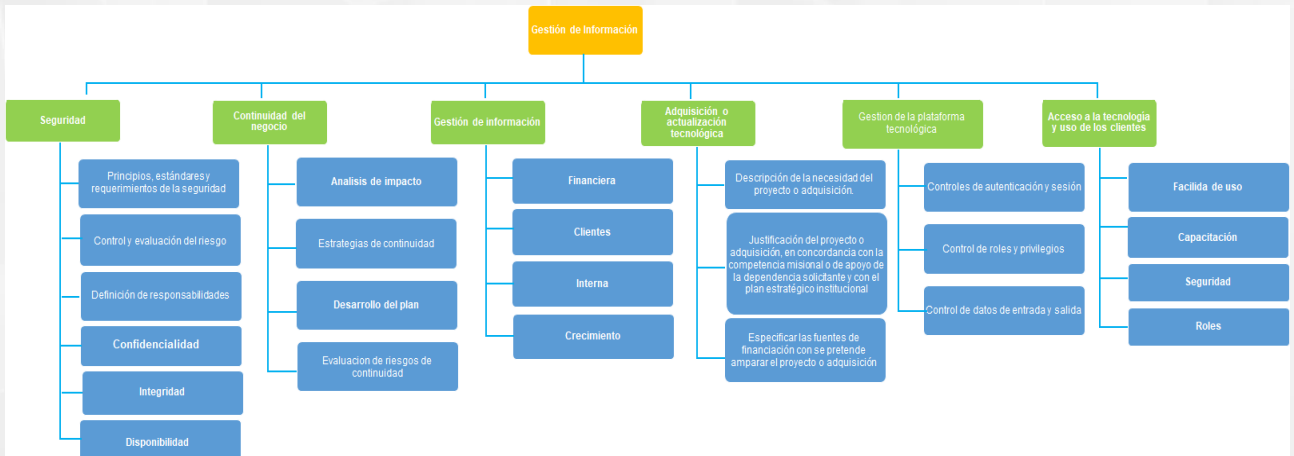 Gestión de Información
Seguridad
Principios, estándares y
requerimientos de la seguridad
Control y evaluación del riesgo
Definición de responsabilidades
Confidencialidad
Integridad
Disponibilidad
Continuidad del
negocio
Analisis de impacto
Estrategias de continuidad
Desarrollo del plan
Evaluacion de riesgos de
continuidad
Gestión de información
Financiera
Clientes
Interna
Crecimiento
Adquisición o
actualización
tecnológica
Descripción de la necesidad del
proyecto o adquisición.
Justificación del proyecto o
adquisición, en concordancia con la
competencia misional o de apoyo de
la dependencia solicitante y con el
plan estratégico institucional
Especificar las fuentes de
financiación con se pretende
amparar el proyecto o adquisición
Gestion de la plataforma
tecnológica
Controles de autenticación y sesión
Control de roles y privilegios
Control de datos de entrada y salida
Acceso a la tecnología
y uso de los clientes
Facilida de uso
Capacitación
Seguridad
Roles